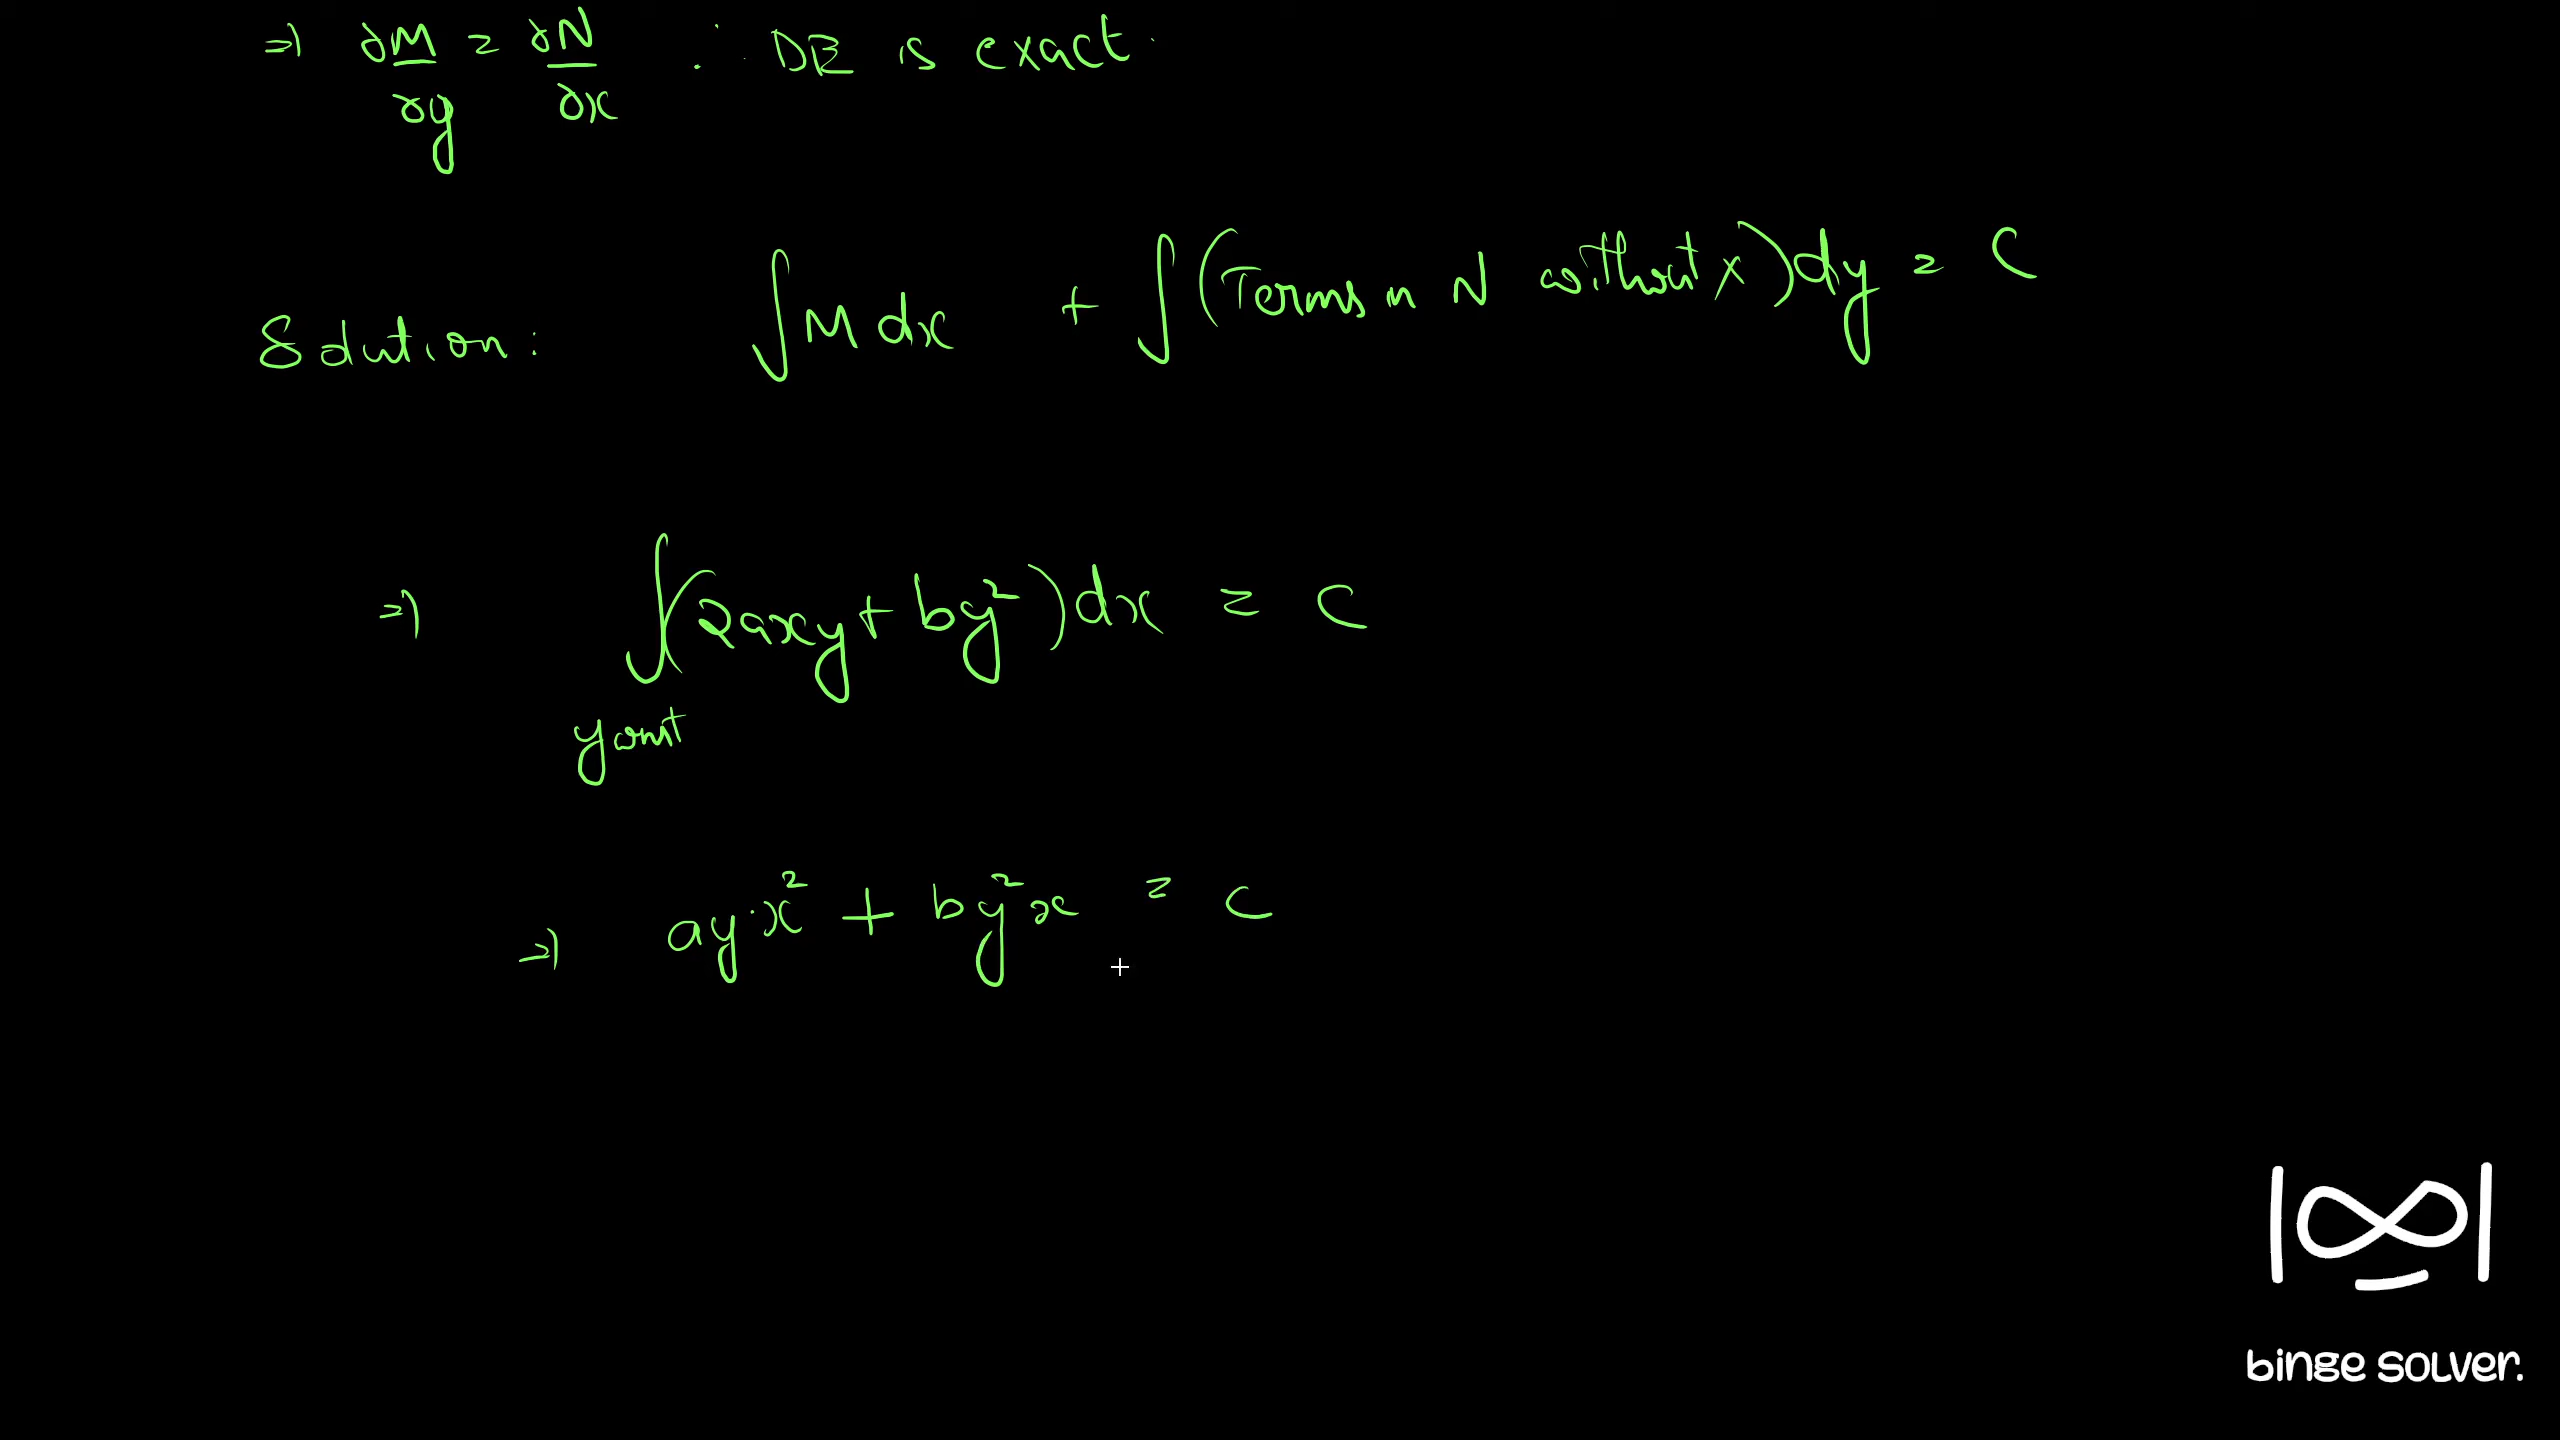 ⇒ ∂M/∂y = ∂N/∂x ∴ DE is exact.
Solution: ∫M dx + ∫(Terms in N without x)dy = C
⇒ ∫(2axy + by²)dx = C
y const
⇒ ay·x² + by²x = C
binge solver.